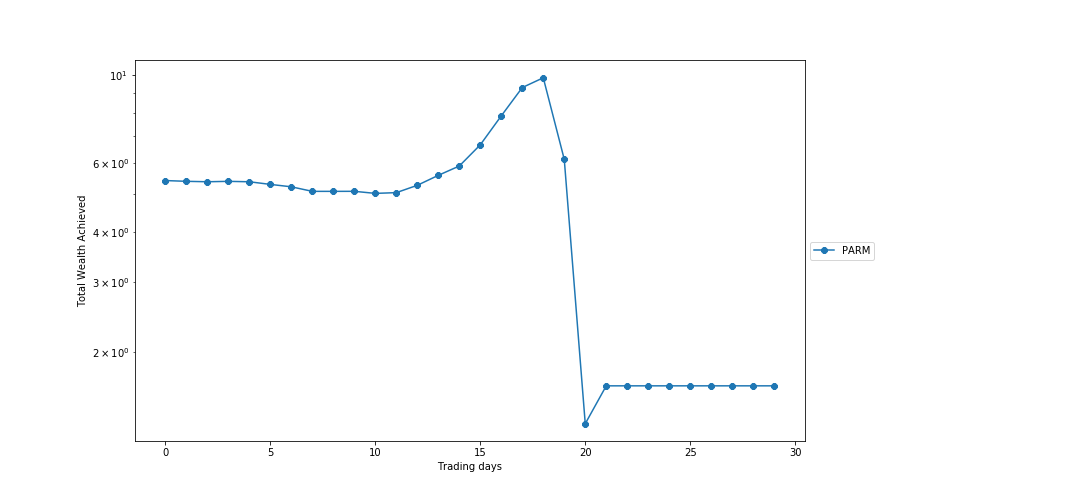 10¹
6 × 10⁰
4 × 10⁰
3 × 10⁰
2 × 10⁰
Total Wealth Achieved
0 5 10 15 20 25 30
Trading days
PARM